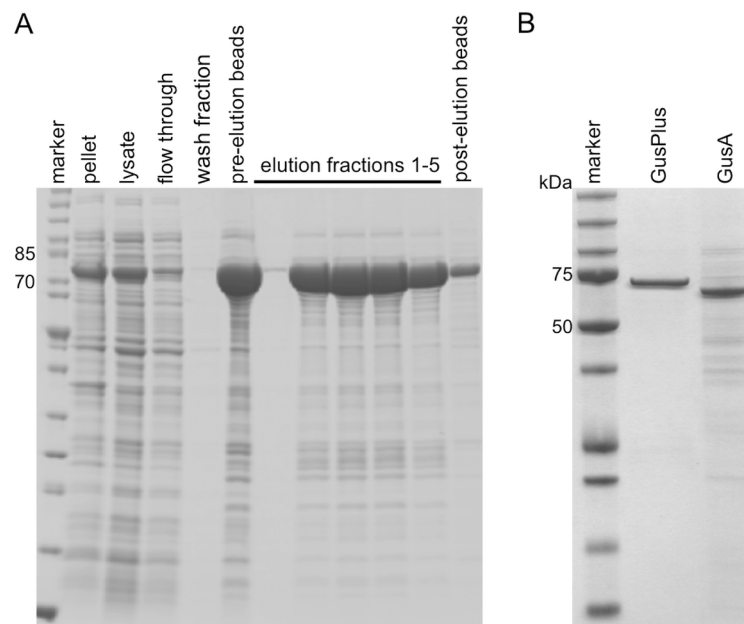 A
marker
pellet
lysate
flow through
wash fraction
pre-elution beads
elution fractions 1-5
post-elution beads
85
70
B
kDa
marker
GusPlus
GusA
75
50